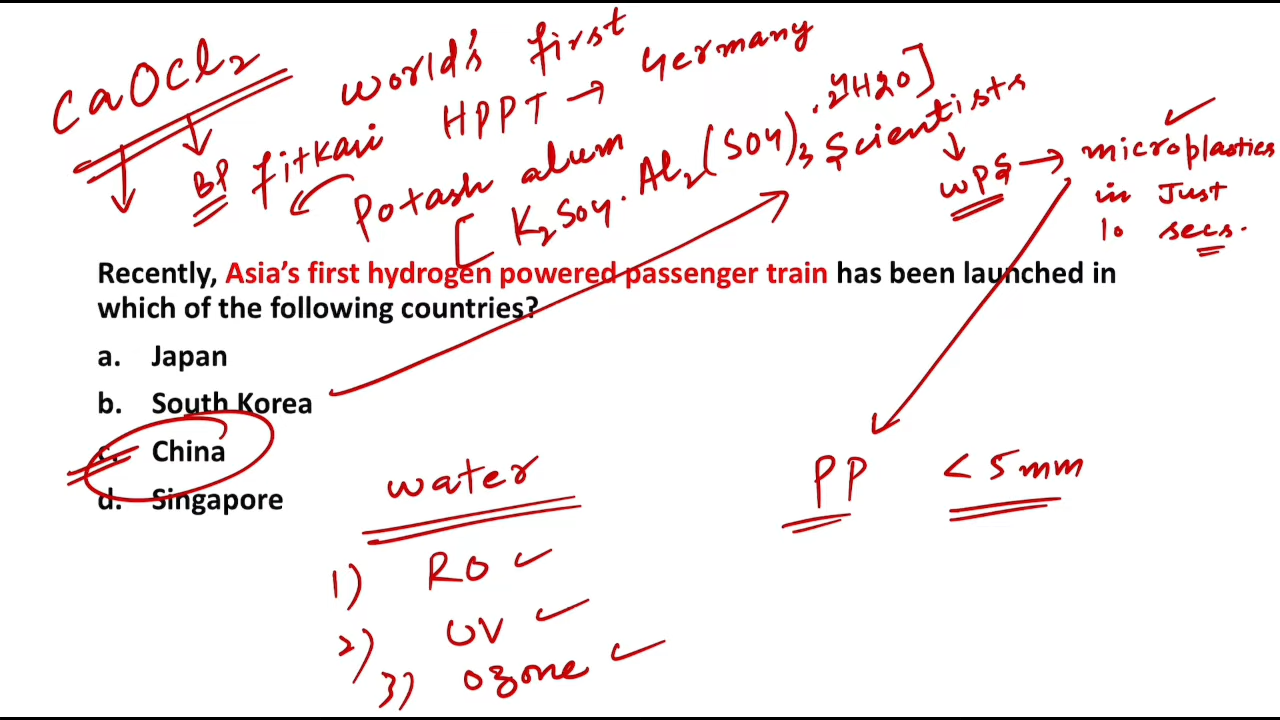 CaOCl2
world's first
HPPT → Germany
BP
fitkari
Potash alum
[K2SO4. Al2(SO4)3 . 24H2O]
Scientists
WPS → microplastics
in Just
10 secs.
Recently, Asia's first hydrogen powered passenger train has been launched in
which of the following countries?
a. Japan
b. South Korea
c. China
d. Singapore
water
1) RO ✓
2) UV ✓
3) ozone ✓
PP < 5 mm